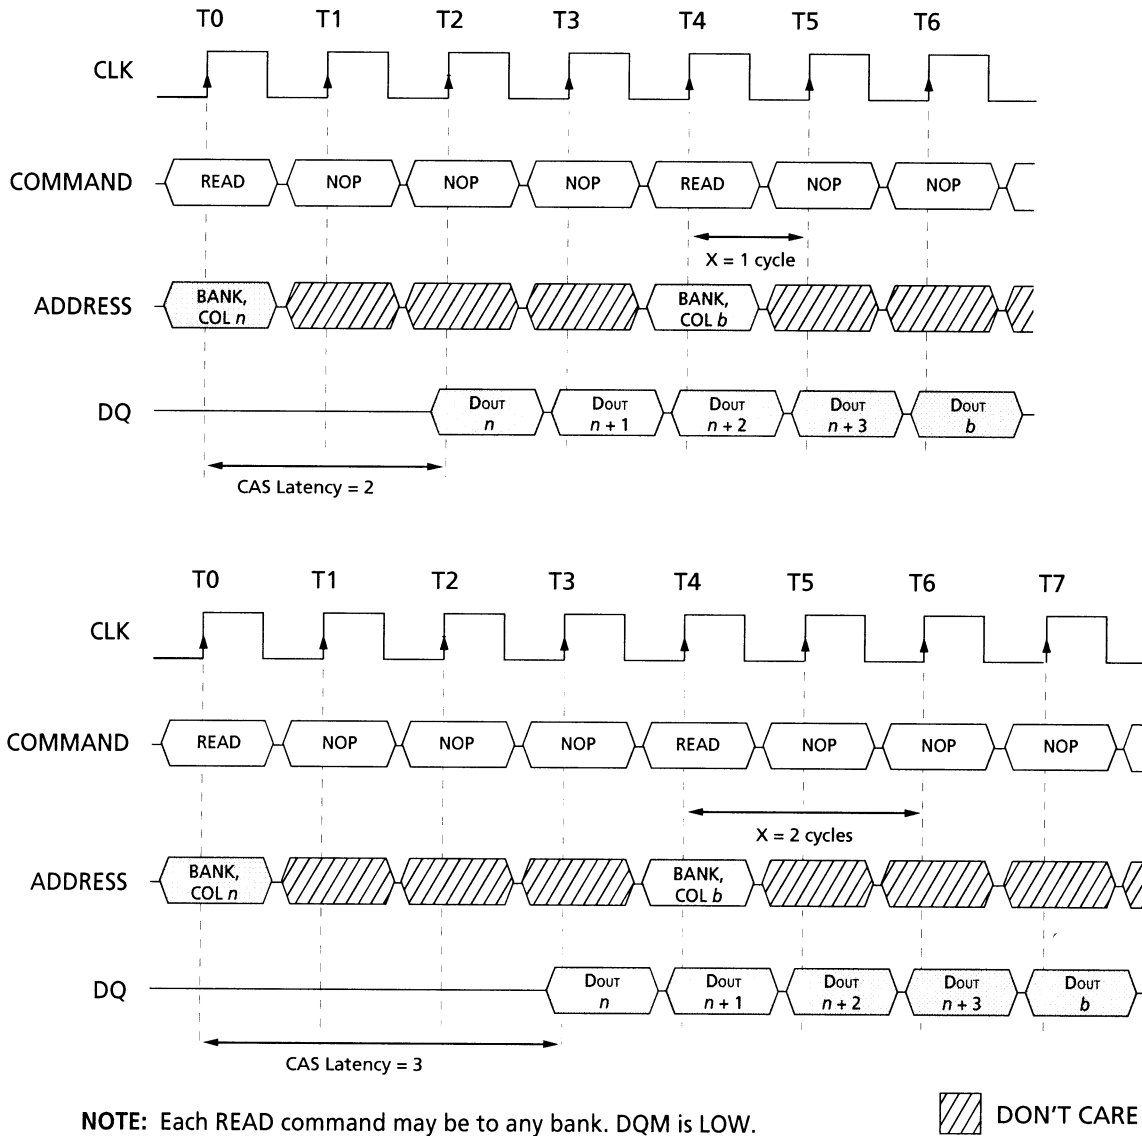 T0 T1 T2 T3 T4 T5 T6
CLK
COMMAND READ NOP NOP NOP READ NOP NOP
X = 1 cycle
ADDRESS BANK, COL n BANK, COL b
DQ DOUT n DOUT n + 1 DOUT n + 2 DOUT n + 3 DOUT b
CAS Latency = 2
T0 T1 T2 T3 T4 T5 T6 T7
CLK
COMMAND READ NOP NOP NOP READ NOP NOP NOP
X = 2 cycles
ADDRESS BANK, COL n BANK, COL b
DQ DOUT n DOUT n + 1 DOUT n + 2 DOUT n + 3 DOUT b
CAS Latency = 3
NOTE: Each READ command may be to any bank. DQM is LOW.
DON'T CARE